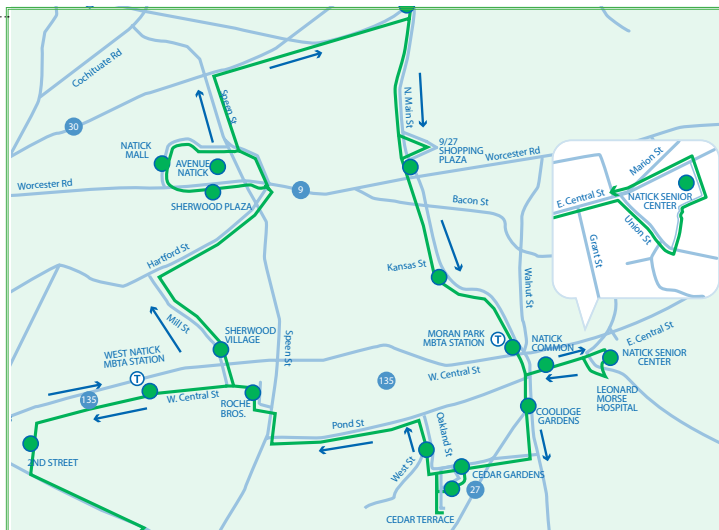 Cochituate Rd
30
Speen St
N. Main St
NATICK
MALL
AVENUE
NATICK
9/27
SHOPPING
PLAZA
Worcester Rd
Worcester Rd
9
SHERWOOD PLAZA
Bacon St
Marion St
E. Central St
NATICK SENIOR
CENTER
Union St
Grant St
Hartford St
Kansas St
Walnut St
Mill St
SHERWOOD
VILLAGE
Speen St
MORAN PARK
MBTA STATION
T
NATICK
COMMON
E. Central St
NATICK SENIOR
CENTER
WEST NATICK
MBTA STATION
T
135
W. Central St
135
W. Central St
ROCHE
BROS.
LEONARD
MORSE
HOSPITAL
COOLIDGE
GARDENS
Pond St
Oakland St
West St
2ND STREET
CEDAR GARDENS
27
CEDAR TERRACE